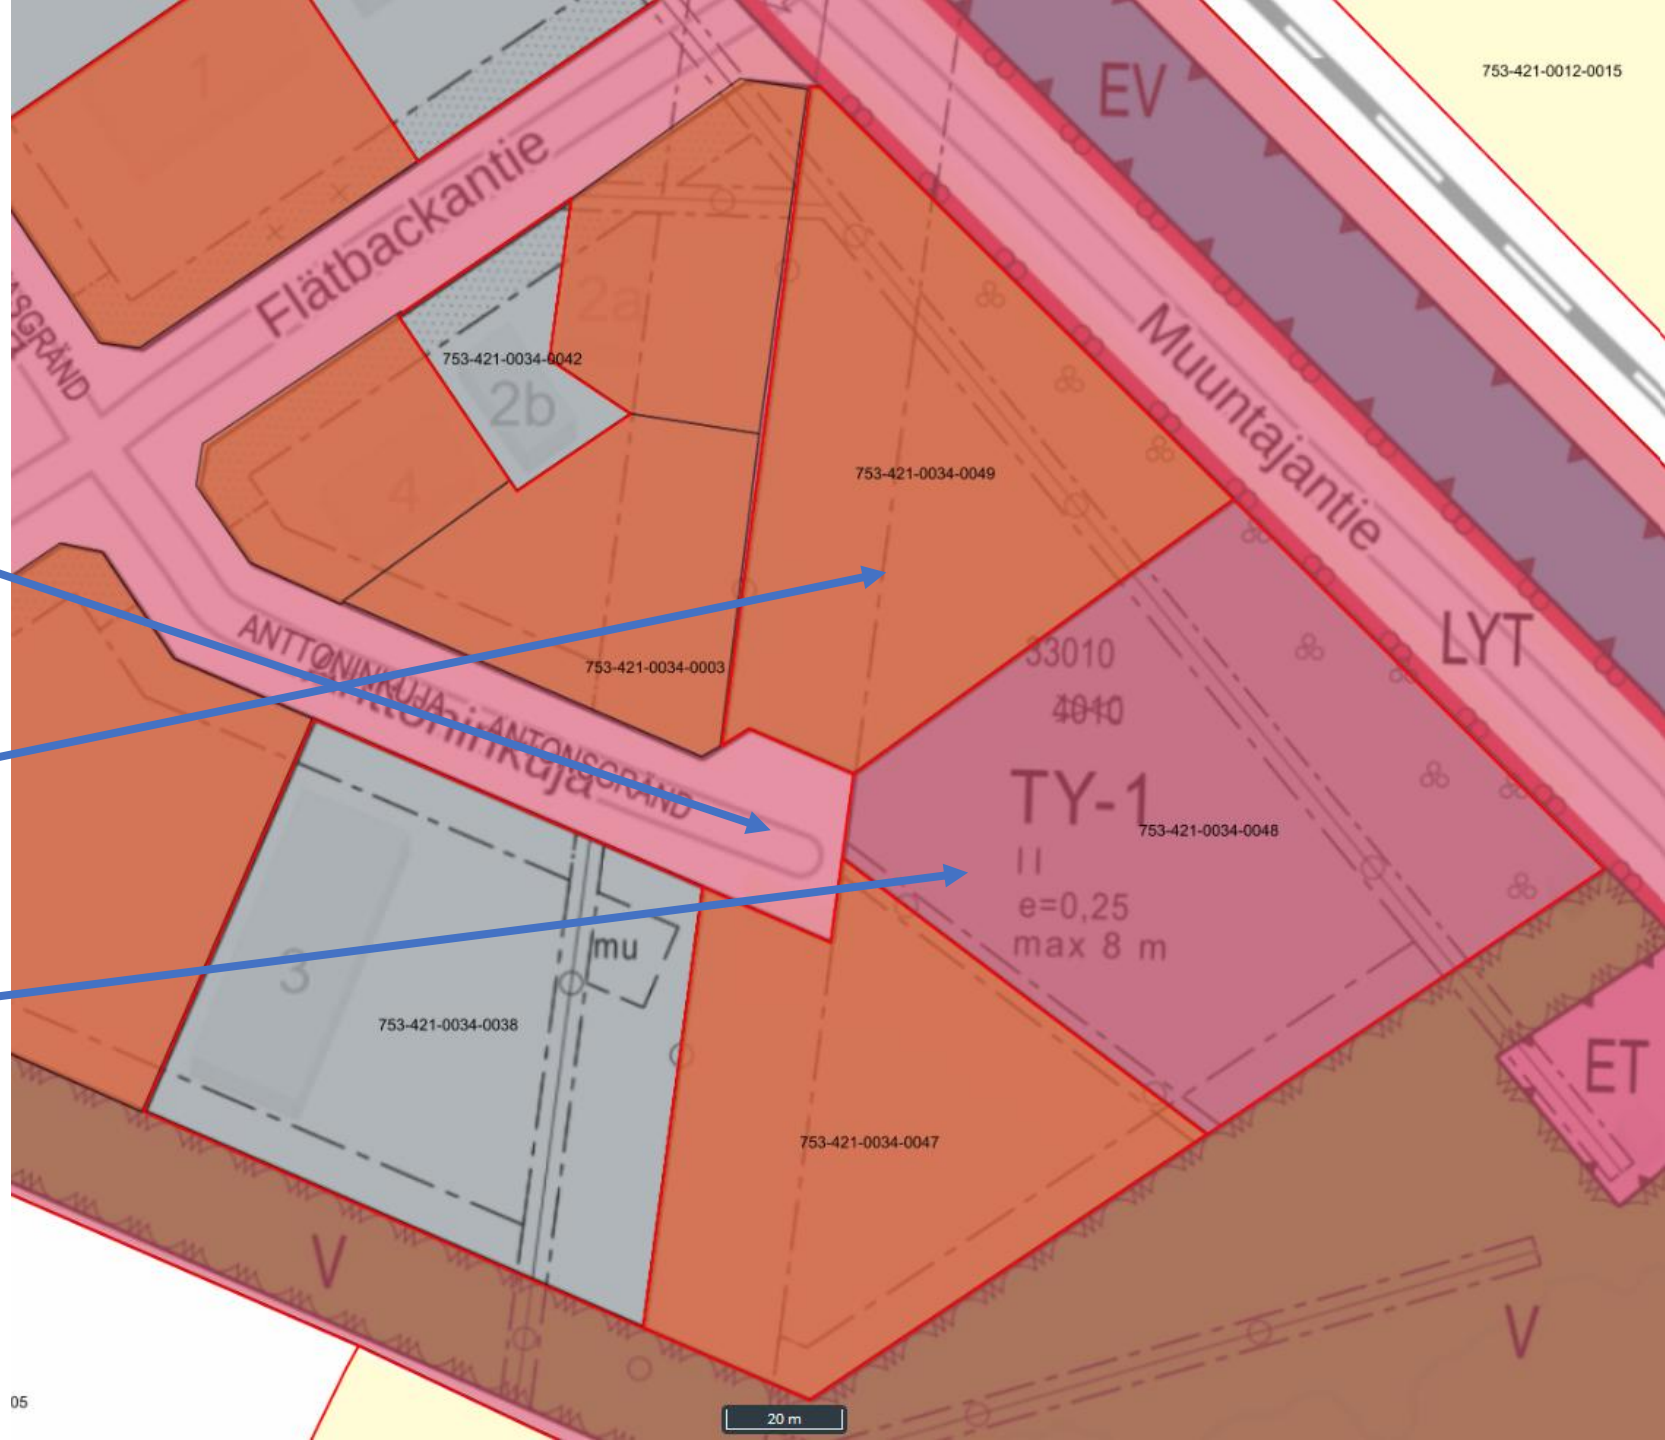 1
EV
753-421-0012-0015
Flätbackantie
2a
753-421-0034-0042
2b
Muuntajantie
4
753-421-0034-0049
LYT
33010
4010
TY-1
753-421-0034-0048
II
e=0,25
max 8 m
753-421-0034-0003
ANTTONINKUJA
ANTONSGRÄND
Anttoninkuja
mu
3
753-421-0034-0038
ET
753-421-0034-0047
V
V
05
20 m